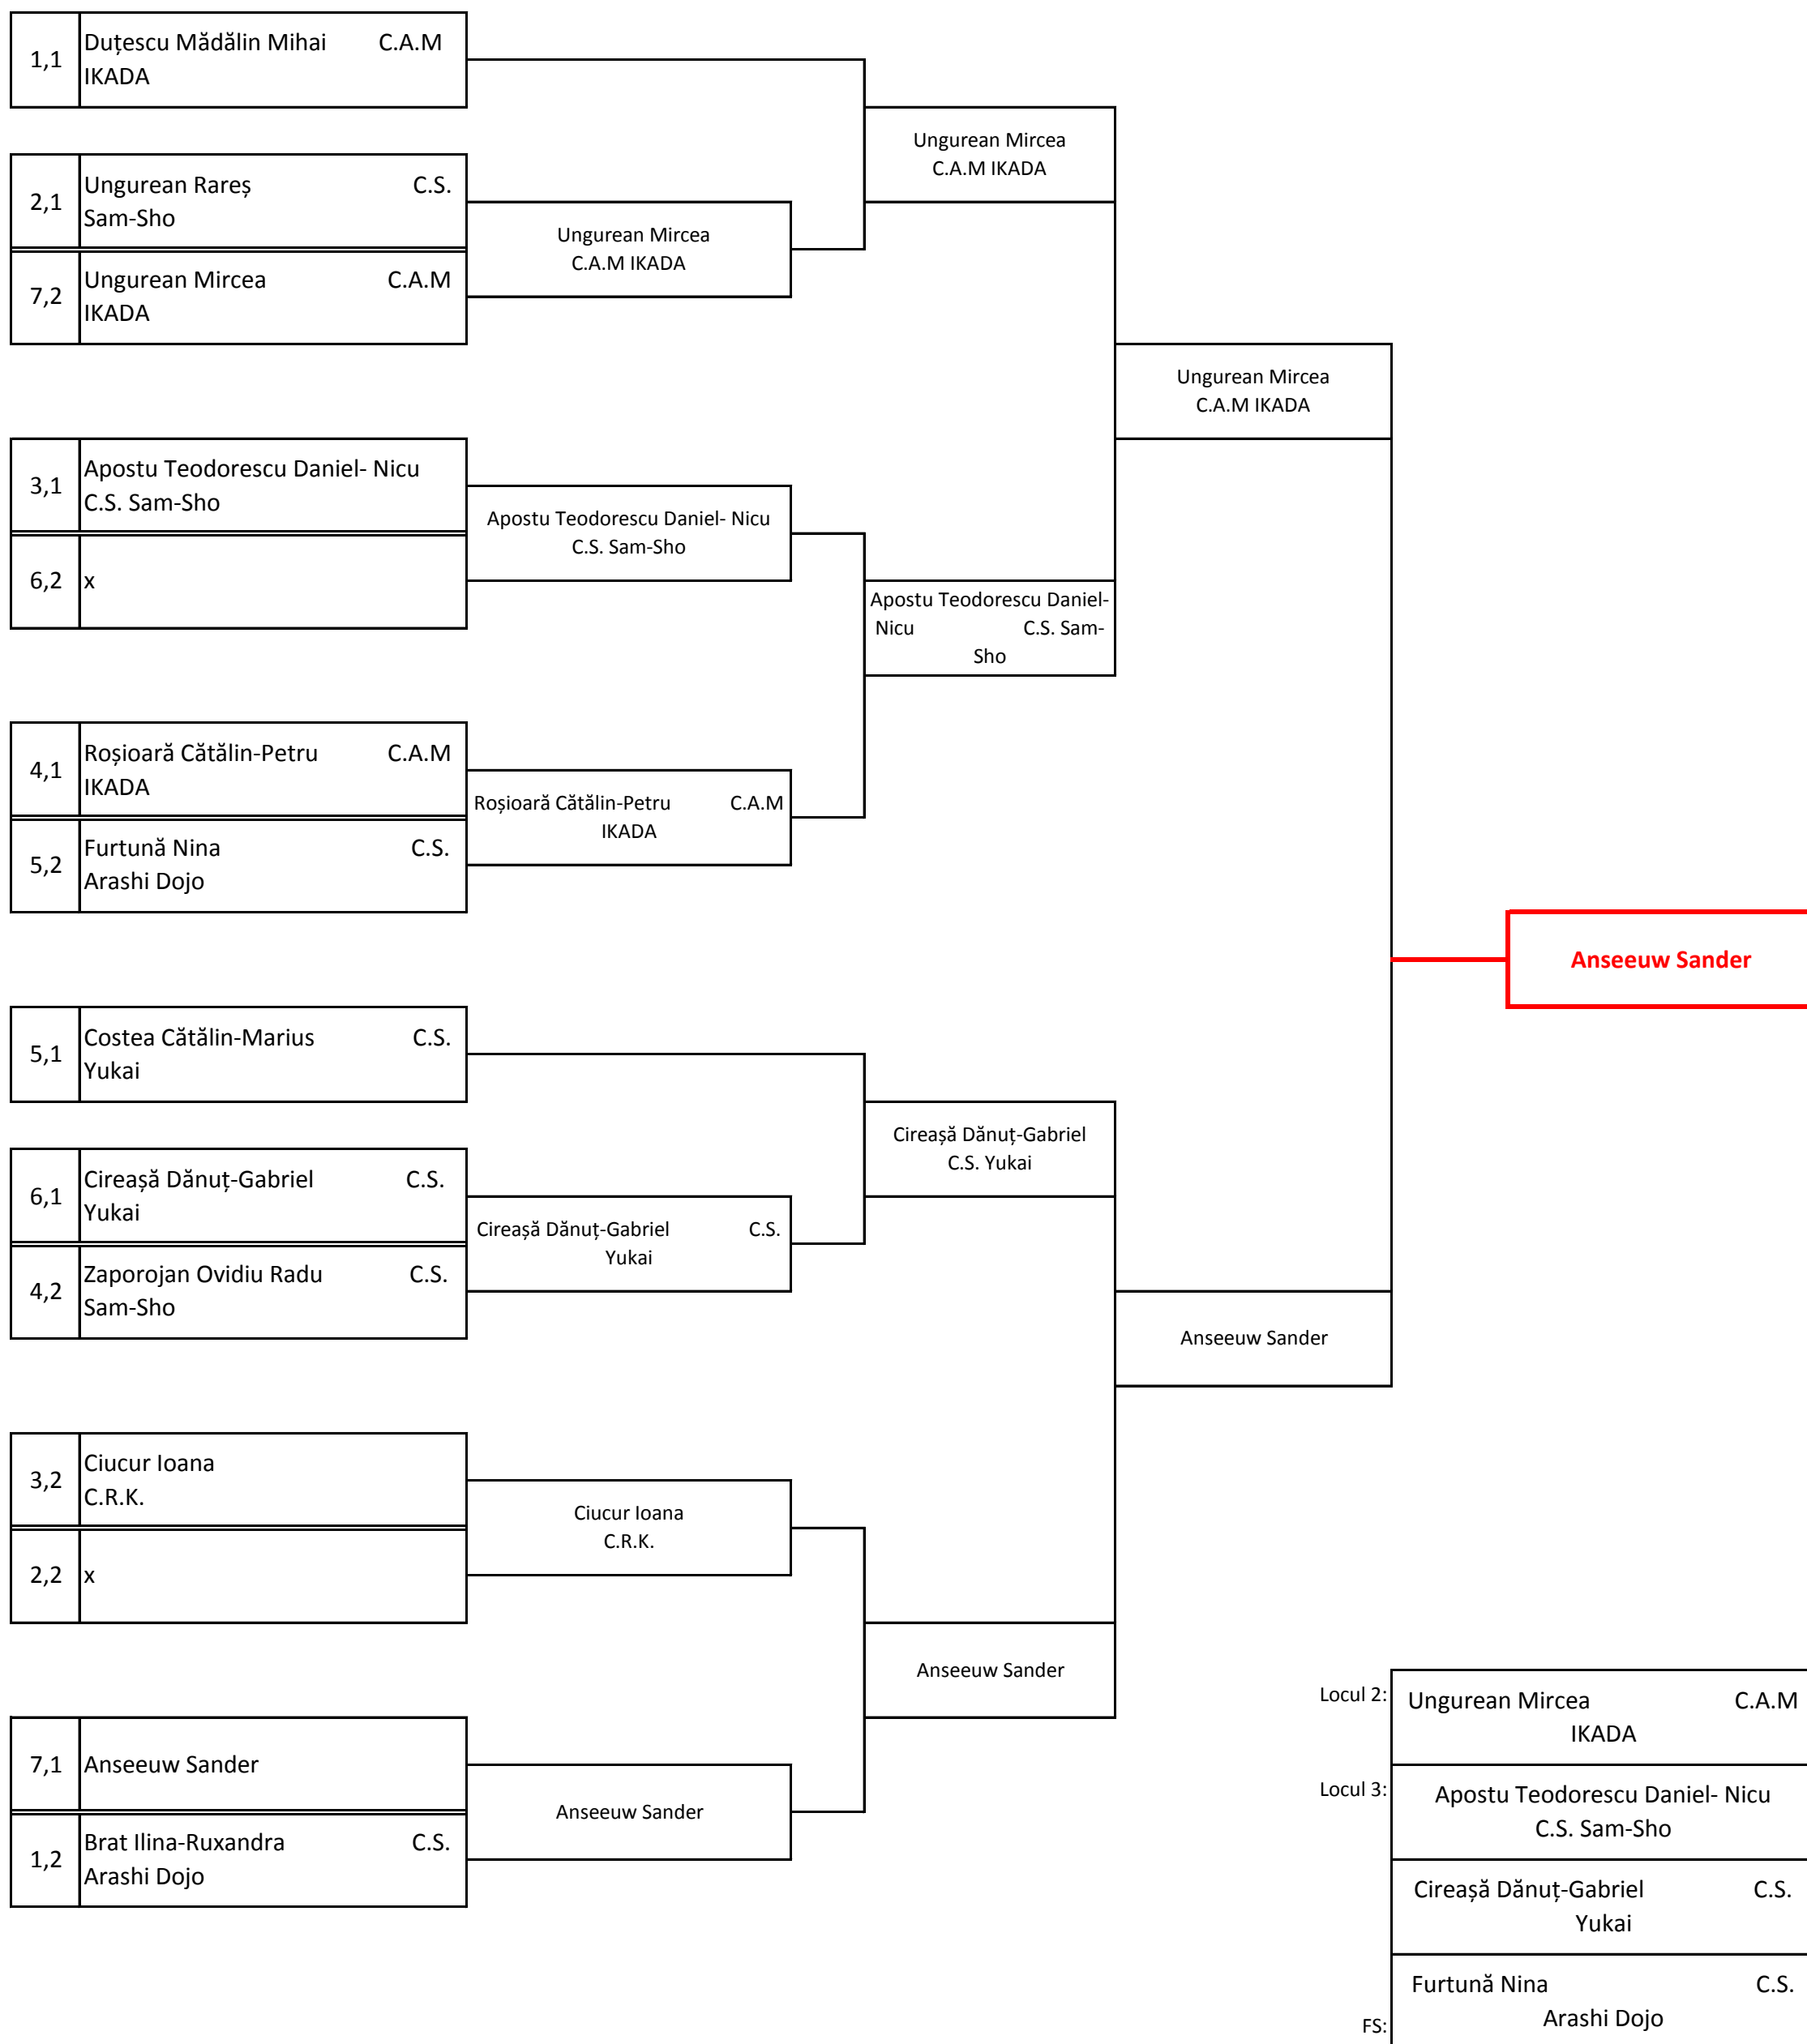 1,1
Duțescu Mădălin Mihai C.A.M
IKADA
2,1
Ungurean Rareș C.S.
Sam-Sho
7,2
Ungurean Mircea C.A.M
IKADA
3,1
Apostu Teodorescu Daniel- Nicu
C.S. Sam-Sho
6,2
x
4,1
Roșioară Cătălin-Petru C.A.M
IKADA
5,2
Furtună Nina C.S.
Arashi Dojo
5,1
Costea Cătălin-Marius C.S.
Yukai
6,1
Cireașă Dănuț-Gabriel C.S.
Yukai
4,2
Zaporojan Ovidiu Radu C.S.
Sam-Sho
3,2
Ciucur Ioana
C.R.K.
2,2
x
7,1
Anseeuw Sander
1,2
Brat Ilina-Ruxandra C.S.
Arashi Dojo
Ungurean Mircea
C.A.M IKADA
Apostu Teodorescu Daniel- Nicu
C.S. Sam-Sho
Roșioară Cătălin-Petru C.A.M
IKADA
Cireașă Dănuț-Gabriel C.S.
Yukai
Ciucur Ioana
C.R.K.
Anseeuw Sander
Ungurean Mircea
C.A.M IKADA
Apostu Teodorescu Daniel-
Nicu C.S. Sam-
Sho
Cireașă Dănuț-Gabriel
C.S. Yukai
Anseeuw Sander
Ungurean Mircea
C.A.M IKADA
Anseeuw Sander
Anseeuw Sander
Locul 2:
Ungurean Mircea C.A.M
IKADA
Locul 3:
Apostu Teodorescu Daniel- Nicu
C.S. Sam-Sho
Cireașă Dănuț-Gabriel C.S.
Yukai
Furtună Nina C.S.
Arashi Dojo
FS: